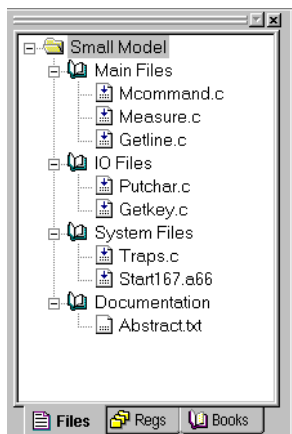 Small Model
Main Files
Mcommand.c
Measure.c
Getline.c
IO Files
Putchar.c
Getkey.c
System Files
Traps.c
Start167.a66
Documentation
Abstract.txt
Files Regs Books